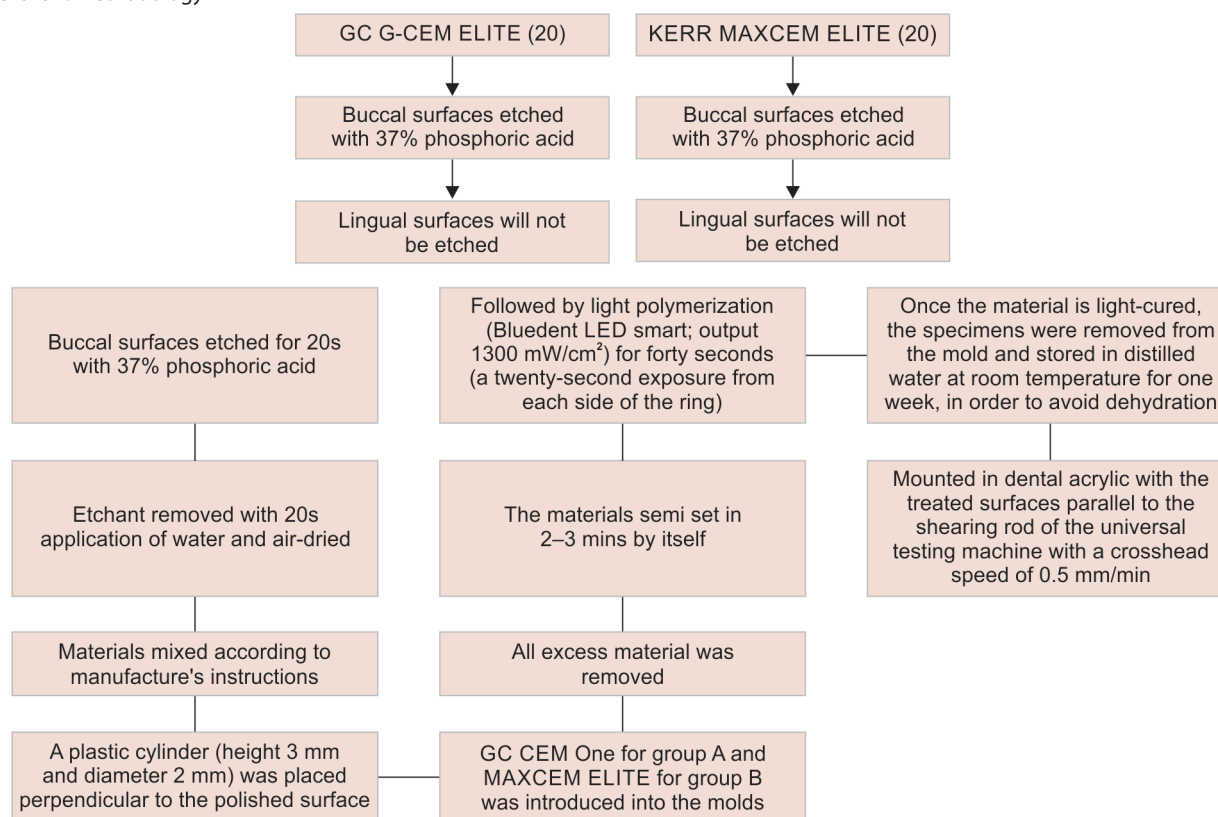 GC G-CEM ELITE (20)
KERR MAXCEM ELITE (20)
Buccal surfaces etched
with 37% phosphoric acid
Buccal surfaces etched
with 37% phosphoric acid
Lingual surfaces will not
be etched
Lingual surfaces will not
be etched
Buccal surfaces etched for 20s
with 37% phosphoric acid
Etchant removed with 20s
application of water and air-dried
Materials mixed according to
manufacture's instructions
A plastic cylinder (height 3 mm
and diameter 2 mm) was placed
perpendicular to the polished surface
GC CEM One for group A and
MAXCEM ELITE for group B
was introduced into the molds
All excess material was
removed
The materials semi set in
2–3 mins by itself
Followed by light polymerization
(Bluedent LED smart; output
1300 mW/cm²) for forty seconds
(a twenty-second exposure from
each side of the ring)
Once the material is light-cured,
the specimens were removed from
the mold and stored in distilled
water at room temperature for one
week, in order to avoid dehydration
Mounted in dental acrylic with the
treated surfaces parallel to the
shearing rod of the universal
testing machine with a crosshead
speed of 0.5 mm/min